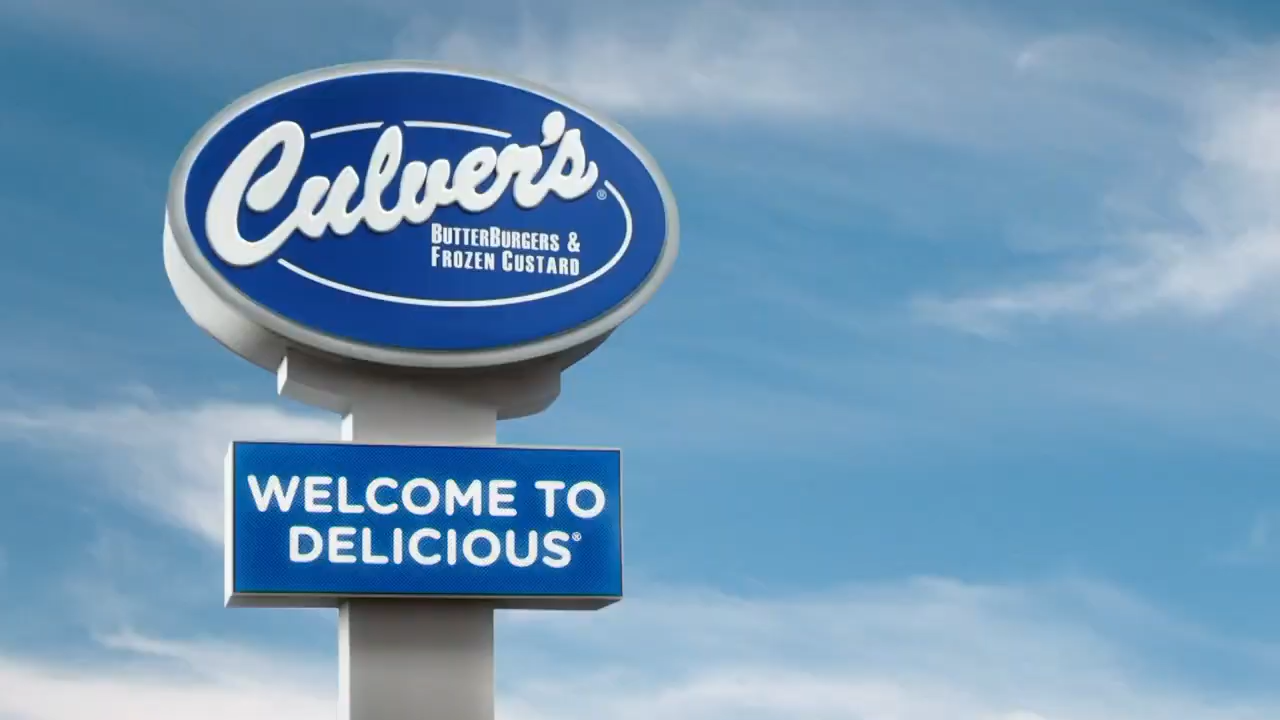 Culver's®
BUTTERBURGERS &
FROZEN CUSTARD
WELCOME TO
DELICIOUS®